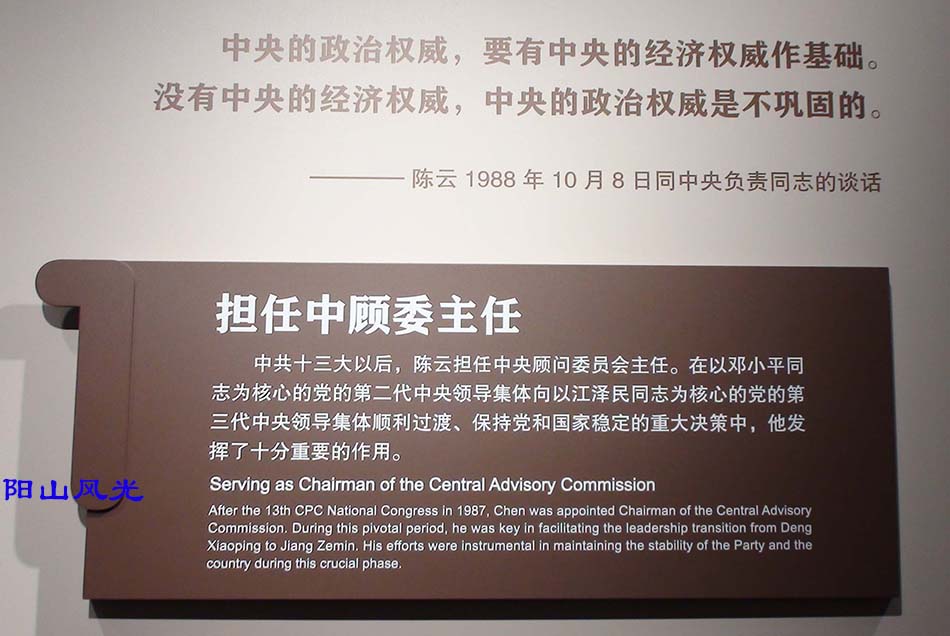 中央的政治权威，要有中央的经济权威作基础。
没有中央的经济权威，中央的政治权威是不巩固的。
——陈云 1988 年 10 月 8 日同中央负责同志的谈话
担任中顾委主任
中共十三大以后，陈云担任中央顾问委员会主任。在以邓小平同
志为核心的党的第二代中央领导集体向以江泽民同志为核心的党的第
三代中央领导集体顺利过渡、保持党和国家稳定的重大决策中，他发
挥了十分重要的作用。
Serving as Chairman of the Central Advisory Commission
After the 13th CPC National Congress in 1987, Chen was appointed Chairman of the Central Advisory
Commission. During this pivotal period, he was key in facilitating the leadership transition from Deng
Xiaoping to Jiang Zemin. His efforts were instrumental in maintaining the stability of the Party and the
country during this crucial phase.
阳山风光